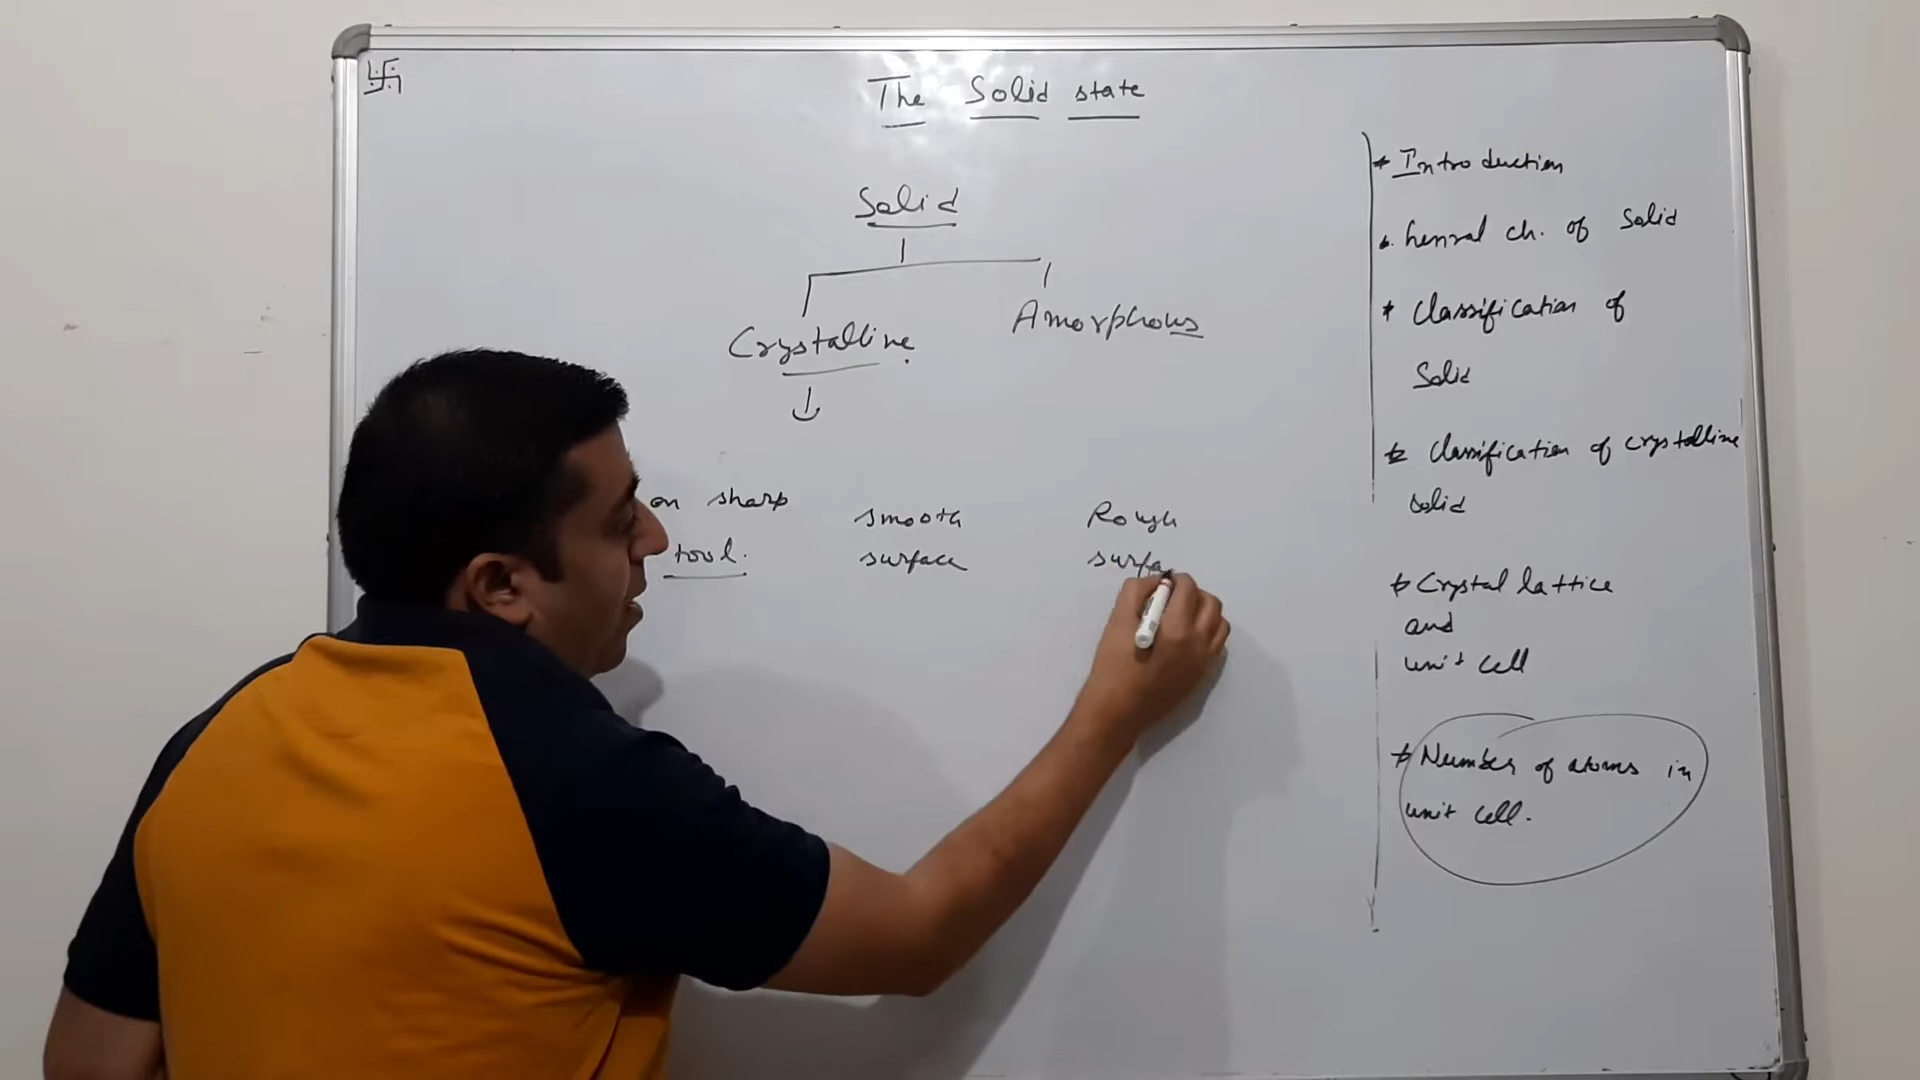 The Solid state
Solid
Crystalline
Amorphous
on sharp
tool.
smooth
surface
Rough
surfa
* Introduction
. Genral ch. of Solid
* Classification of
Solid
* Classification of crystalline
solid
* Crystal lattice
and
unit cell
* Number of atoms in
unit cell.